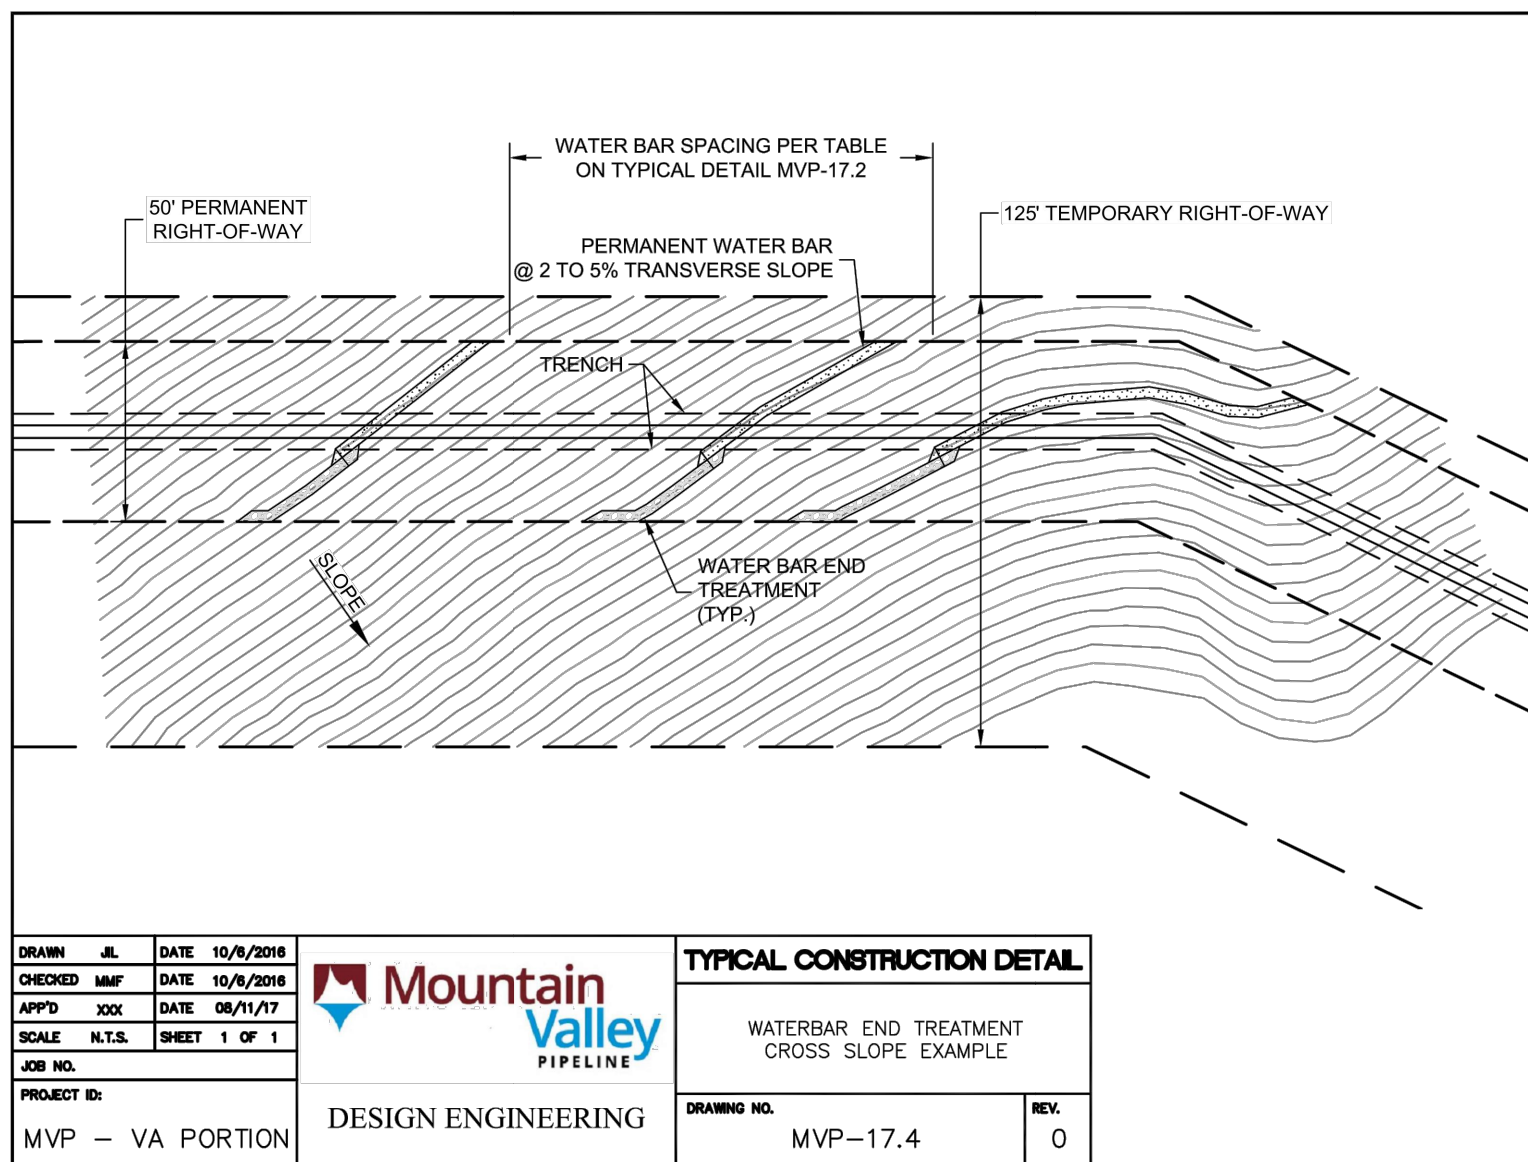 WATER BAR SPACING PER TABLE
ON TYPICAL DETAIL MVP-17.2
50' PERMANENT
RIGHT-OF-WAY
125' TEMPORARY RIGHT-OF-WAY
PERMANENT WATER BAR
@ 2 TO 5% TRANSVERSE SLOPE
TRENCH
SLOPE
WATER BAR END
TREATMENT
(TYP.)
DRAWN JIL DATE 10/6/2016
CHECKED MMF DATE 10/6/2016
APP'D XXX DATE 08/11/17
SCALE N.T.S. SHEET 1 OF 1
JOB NO.
PROJECT ID:
MVP - VA PORTION
Mountain
Valley
PIPELINE
DESIGN ENGINEERING
TYPICAL CONSTRUCTION DETAIL
WATERBAR END TREATMENT
CROSS SLOPE EXAMPLE
DRAWING NO.
MVP-17.4
REV.
0